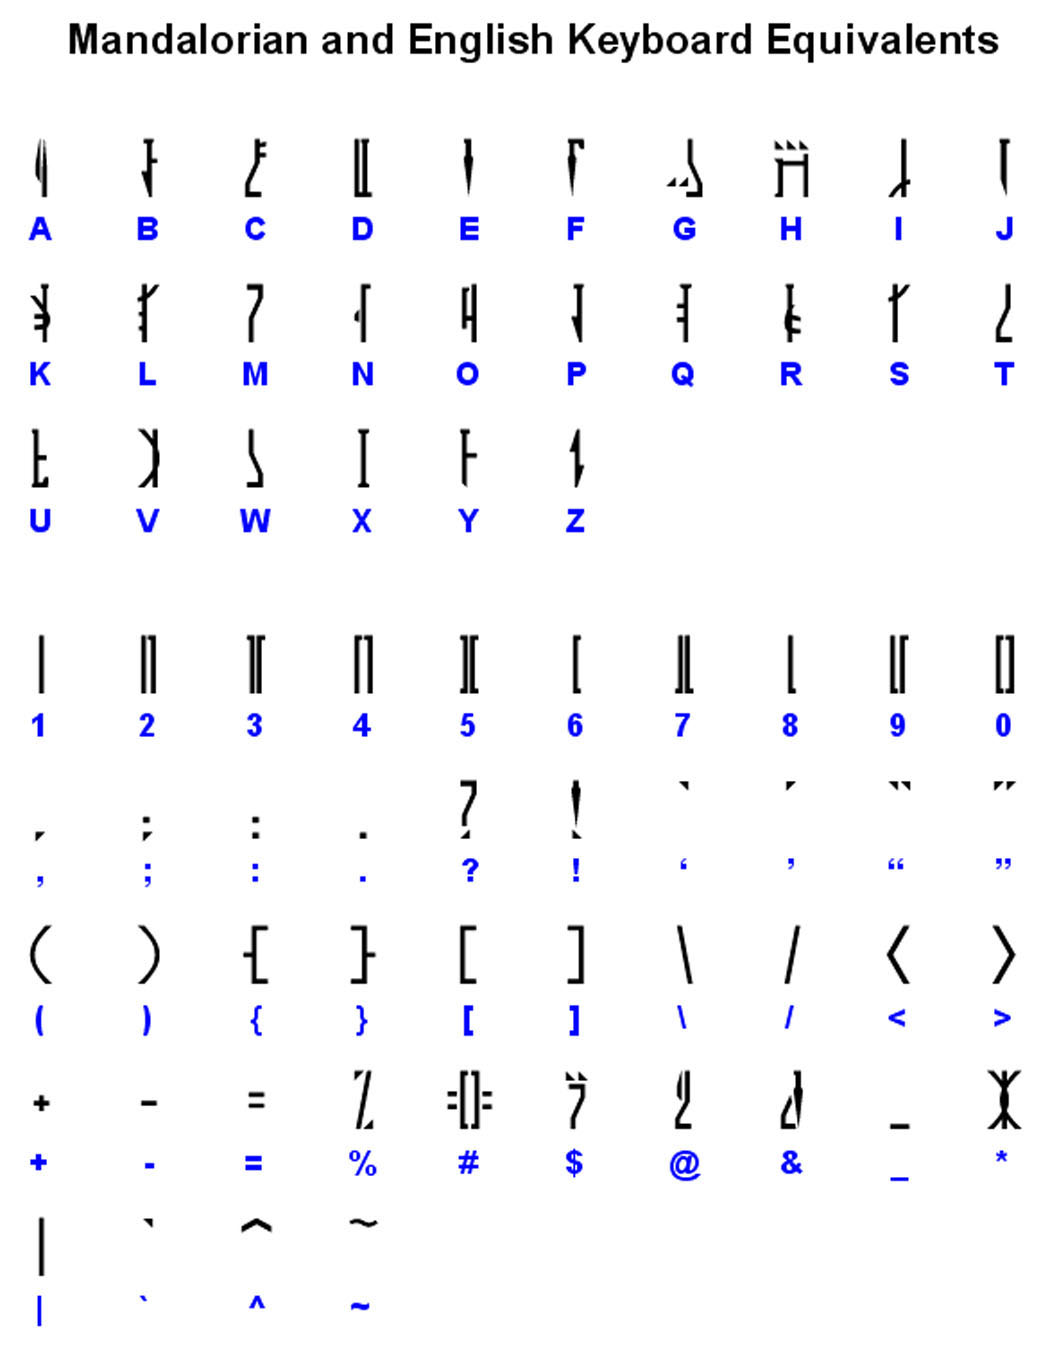 Mandalorian and English Keyboard Equivalents
A B C D E F G H I J
K L M N O P Q R S T
U V W X Y Z
1 2 3 4 5 6 7 8 9 0
, ; : . ? ! ‘ ’ “ ”
( ) { } [ ] \ / < >
+ - = % # $ @ & _ *
| ` ^ ~